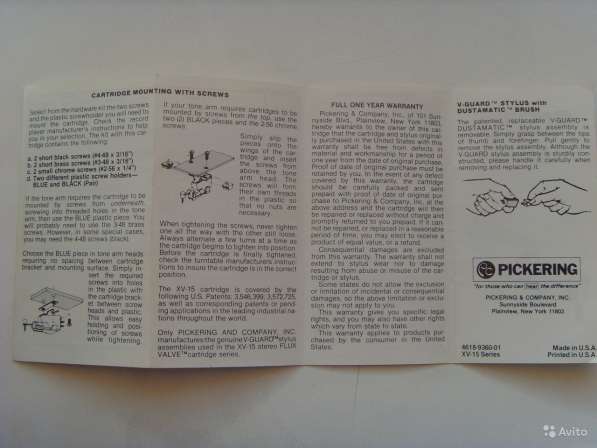 CARTRIDGE MOUNTING WITH SCREWS
Select from the hardware kit the two screws
and the plastic screwholder you will need to
mount the cartridge. Check the record
player manufacturer's instructions to help
you in your selection. The kit with this car-
tridge contains the following:
a. 2 short black screws (#4-48 x 3/16")
b. 2 short brass screws (#3-48 x 3/16")
c. 2 small chrome screws (#2-56 x 1/4")
d. Two different plastic screw holders—
BLUE and BLACK (Pair)
If the tone arm requires the cartridge to be
mounted by screws from underneath,
screwing into threaded holes in the tone
arm, then use the BLUE plastic piece. You
will probably need to use the 3-48 brass
screws. However, in some special cases,
you may need the 4-48 screws (black).
Choose the BLUE piece in tone arm heads
requiring no spacing between cartridge
bracket and mounting surface. Simply in-
sert the required
screws into holes
in the plastic with
the cartridge brack-
et between screw
heads and plastic.
This allows easy
holding and posi-
tioning of screws
while tightening.
If your tone arm requires cartridges to be
mounted by screws from the top, use the
two (2) BLACK pieces and the 2-56 chrome
screws.
Simply slip the
pieces onto the
wings of the car-
tridge and insert
the screws from
above the tone
arm head. The
screws will form
their own threads
in the plastic so
that no nuts are
necessary.
When tightening the screws, never tighten
one all the way with the other still loose.
Always alternate a few turns at a time as
the cartridge begins to tighten into position.
Before the cartridge is finally tightened,
check the turntable manufacturers instruc-
tions to insure the cartridge is in the correct
position.
The XV-15 cartridge is covered by the
following U.S. Patents: 3,546,399; 3,572,725,
as well as corresponding patents or pend-
ing applications in the leading industrial na-
tions throughout the world.
Only PICKERING AND COMPANY, INC.
manufactures the genuine V-GUARD™ stylus
assemblies used in the XV-15 stereo FLUX
VALVE™ cartridge series.
FULL ONE YEAR WARRANTY
Pickering & Company, Inc., of 101 Sun-
nyside Blvd., Plainview, New York 11803,
hereby warrants to the owner of this car-
tridge that the cartridge and stylus original-
ly purchased in the United States with this
warranty shall be free from defects in
material and workmanship for a period of
one year from the date of original purchase.
Proof of date of original purchase must be
retained by you. In the event of any defect
covered by this warranty, the cartridge
should be carefully packed and sent
prepaid with proof of date of original pur-
chase to Pickering & Company, Inc. at the
above address and the cartridge will then
be repaired or replaced without charge and
promptly returned to you prepaid. If it can
not be repaired, or replaced in a reasonable
period of time, you may elect to receive a
product of equal value, or a refund.
Consequential damages are excluded
from this warranty. The warranty shall not
extend to stylus wear nor to damage
resulting from abuse or misuse of the car-
tridge or stylus.
Some states do not allow the exclusion
or limitation of incidental or consequential
damages, so the above limitation or exclu-
sion may not apply to you.
This warranty gives you specific legal
rights, and you may also have other rights
which vary from state to state.
This warranty applies to products pur-
chased by the consumer in the United
States.
V-GUARD™ STYLUS with
DUSTAMATIC™ BRUSH
The patented, replaceable V-GUARD™
DUSTAMATIC™ stylus assembly is
removable. Simply grasp between the tips
of thumb and forefinger. Pull gently to
remove the stylus assembly. Although the
V-GUARD stylus assembly is sturdily con-
structed, please handle it carefully when
removing and replacing it.
PICKERING
"for those who can hear the difference"
PICKERING & COMPANY, INC.
Sunnyside Boulevard
Plainview, New York 11803
4618-9360-01 Made in U.S.A.
XV-15 Series Printed in U.S.A.
Avito